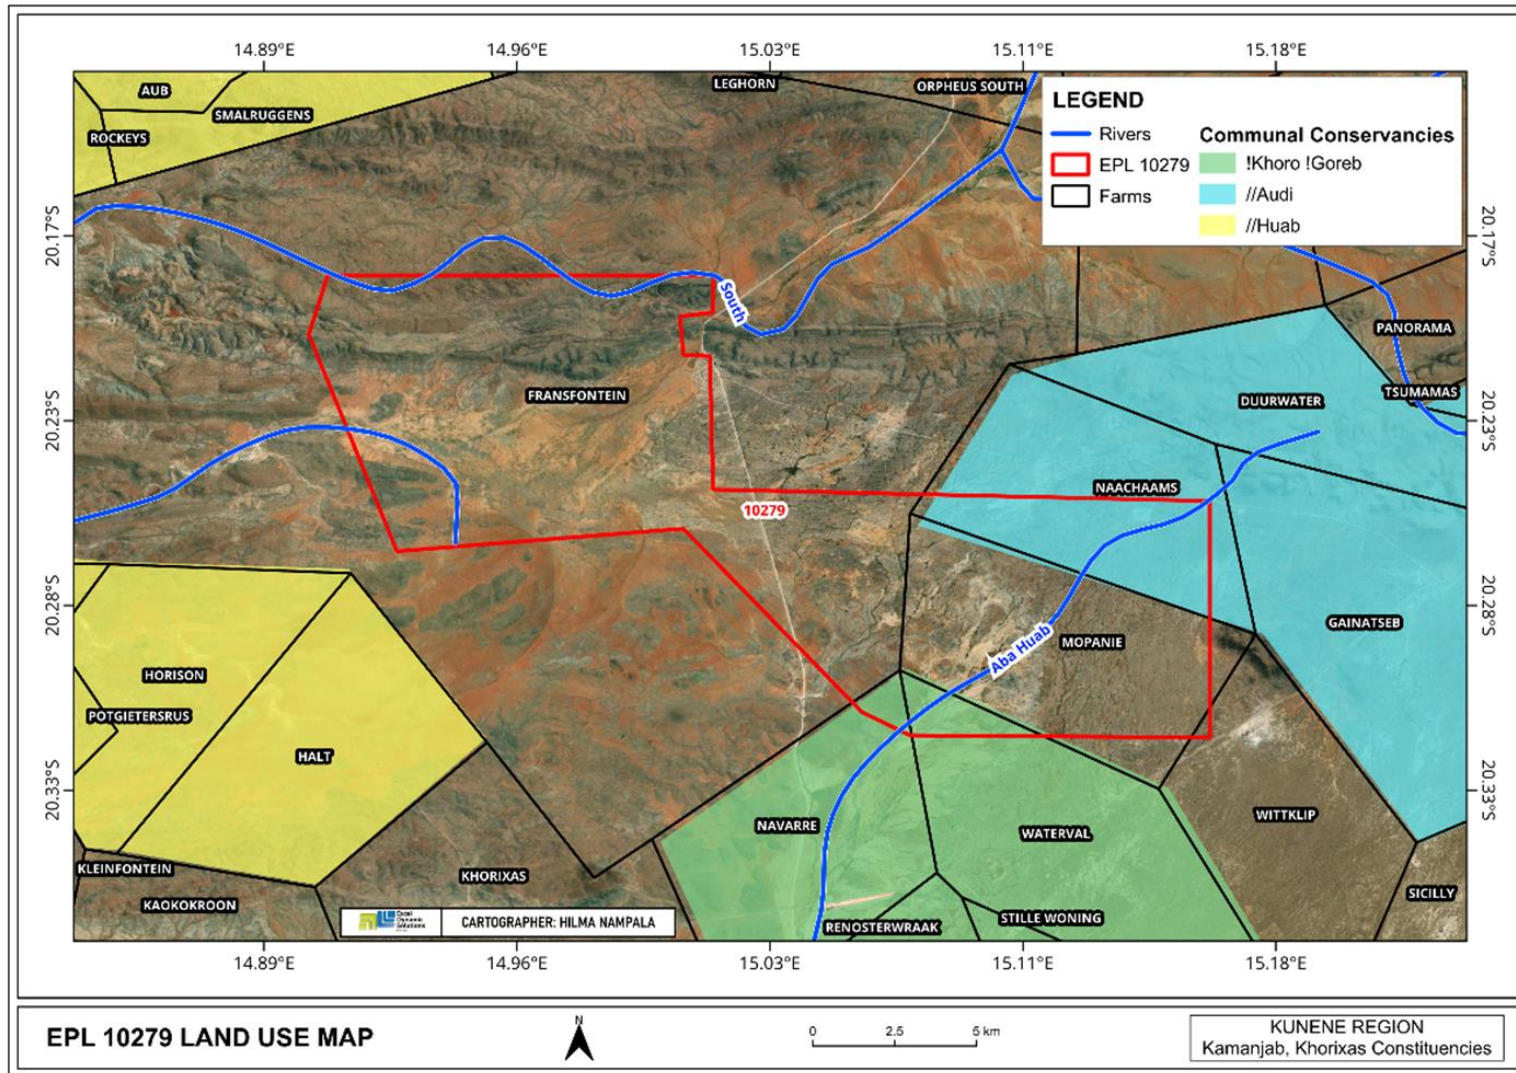 14.89°E
14.96°E
15.03°E
15.11°E
15.18°E
AUB
SMALRUGGENS
ROCKEYS
LEGHORN
ORPHEUS SOUTH
LEGEND
Rivers
EPL 10279
Farms
Communal Conservancies
!Khoro !Goreb
//Audi
//Huab
20.17°S
20.17°S
South
PANORAMA
FRANSFONTEIN
DUURWATER
TSUMAMAS
20.23°S
20.23°S
NAACHAAMS
10279
20.28°S
20.28°S
GAINATSEB
MOPANIE
Aba Huab
HORISON
POTGIETERSRUS
HALT
20.33°S
20.33°S
NAVARRE
WATERVAL
WITTKLIP
KLEINFONTEIN
KHORIXAS
KAOKOKROON
SICILLY
STILLE WONING
RENOSTERWRAAK
Excel
Dynamic
Solutions
CARTOGRAPHER: HILMA NAMPALA
14.89°E
14.96°E
15.03°E
15.11°E
15.18°E
EPL 10279 LAND USE MAP
N
0
2.5
5 km
KUNENE REGION
Kamanjab, Khorixas Constituencies